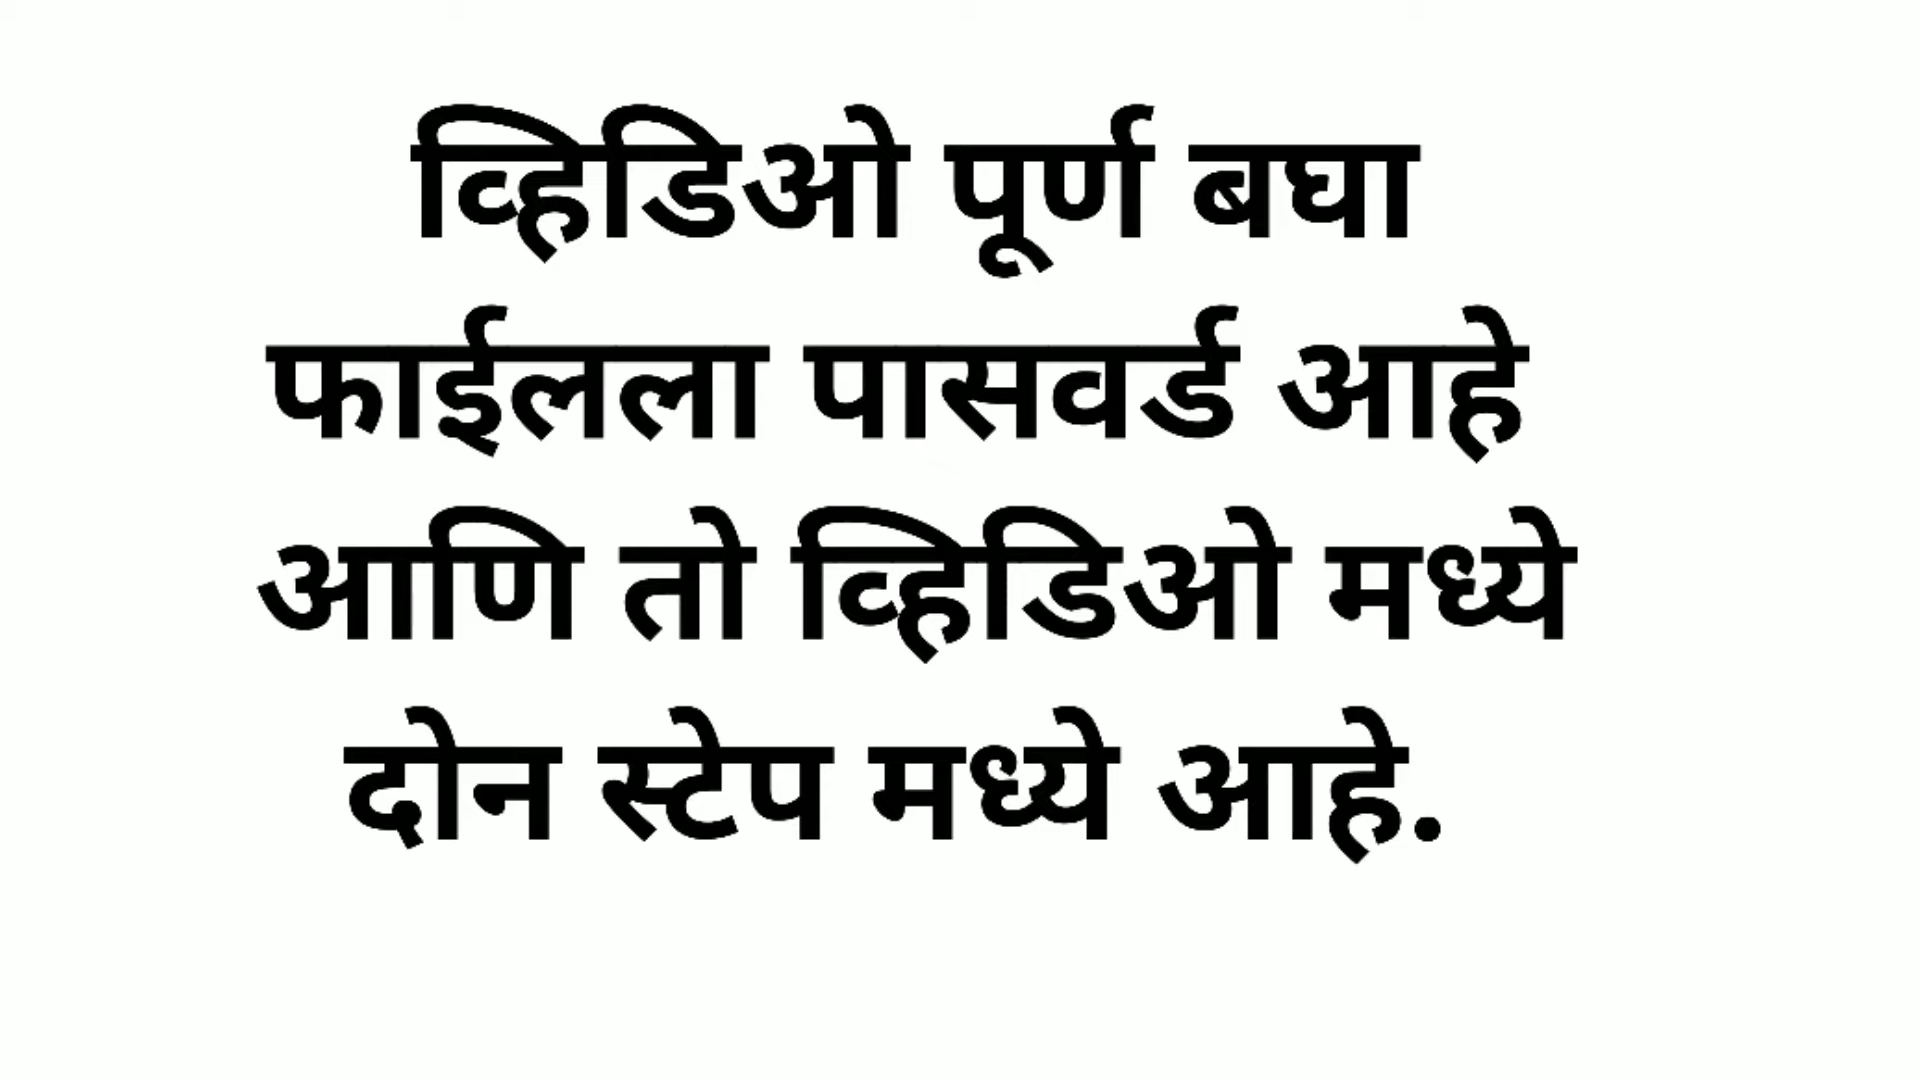 व्हिडिओ पूर्ण बघा
फाईलला पासवर्ड आहे
आणि तो व्हिडिओ मध्ये
दोन स्टेप मध्ये आहे.